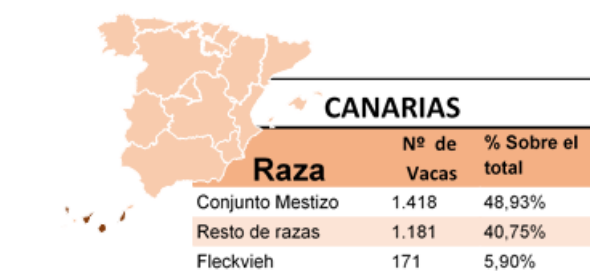 CANARIAS
Raza Nº de Vacas % Sobre el total
Conjunto Mestizo 1.418 48,93%
Resto de razas 1.181 40,75%
Fleckvieh 171 5,90%